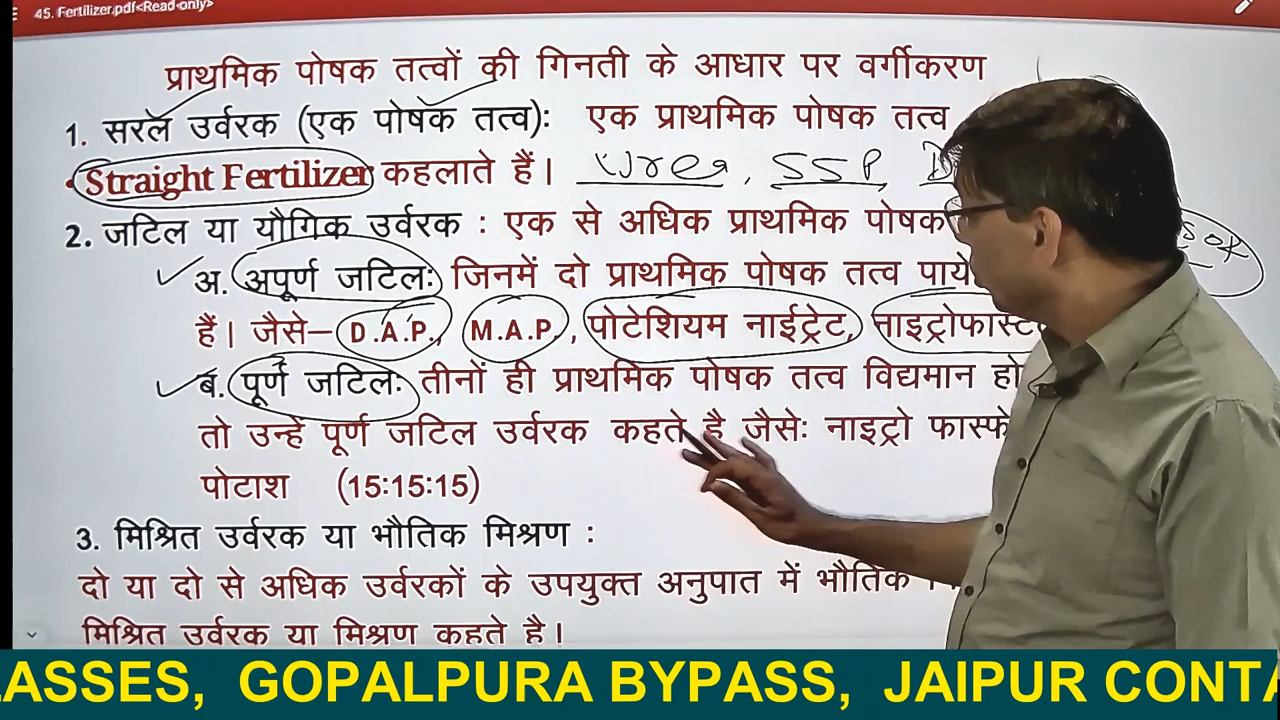 45. Fertilizer.pdf<Read-only>
प्राथमिक पोषक तत्वों की गिनती के आधार पर वर्गीकरण
1. सरल उर्वरक (एक पोषक तत्व): एक प्राथमिक पोषक तत्व
Straight Fertilizer कहलाते हैं। Urea, SSP,
2. जटिल या यौगिक उर्वरक : एक से अधिक प्राथमिक पोषक
अ. अपूर्ण जटिलः जिनमें दो प्राथमिक पोषक तत्व पाये
हैं। जैसे– D.A.P., M.A.P., पोटेशियम नाईट्रेट, नाइट्रोफास्ट
ब. पूर्ण जटिलः तीनों ही प्राथमिक पोषक तत्व विद्यमान हो
तो उन्हें पूर्ण जटिल उर्वरक कहते है जैसेः नाइट्रो फास्फे
पोटाश (15:15:15)
3. मिश्रित उर्वरक या भौतिक मिश्रण :
दो या दो से अधिक उर्वरकों के उपयुक्त अनुपात में भौतिक
मिश्रित उर्वरक या मिश्रण कहते है।
LASSES, GOPALPURA BYPASS, JAIPUR CONTA